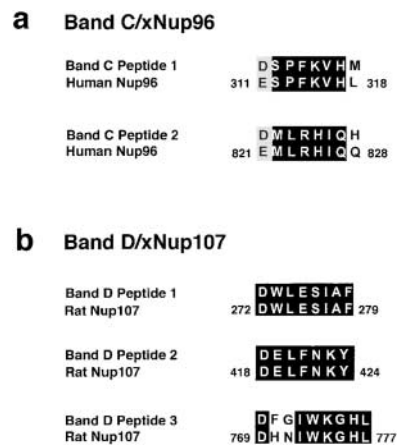 a Band C/xNup96
Band C Peptide 1 DSPFKVHM
Human Nup96 311 ESPFKVHL 318
Band C Peptide 2 DMLRHIQH
Human Nup96 821 EMLRHIQQ 828
b Band D/xNup107
Band D Peptide 1 DWLESIAF
Rat Nup107 272 DWLESIAF 279
Band D Peptide 2 DELFNKY
Rat Nup107 418 DELFNKY 424
Band D Peptide 3 DFGIWKGHL
Rat Nup107 769 DHNIWKGHL 777